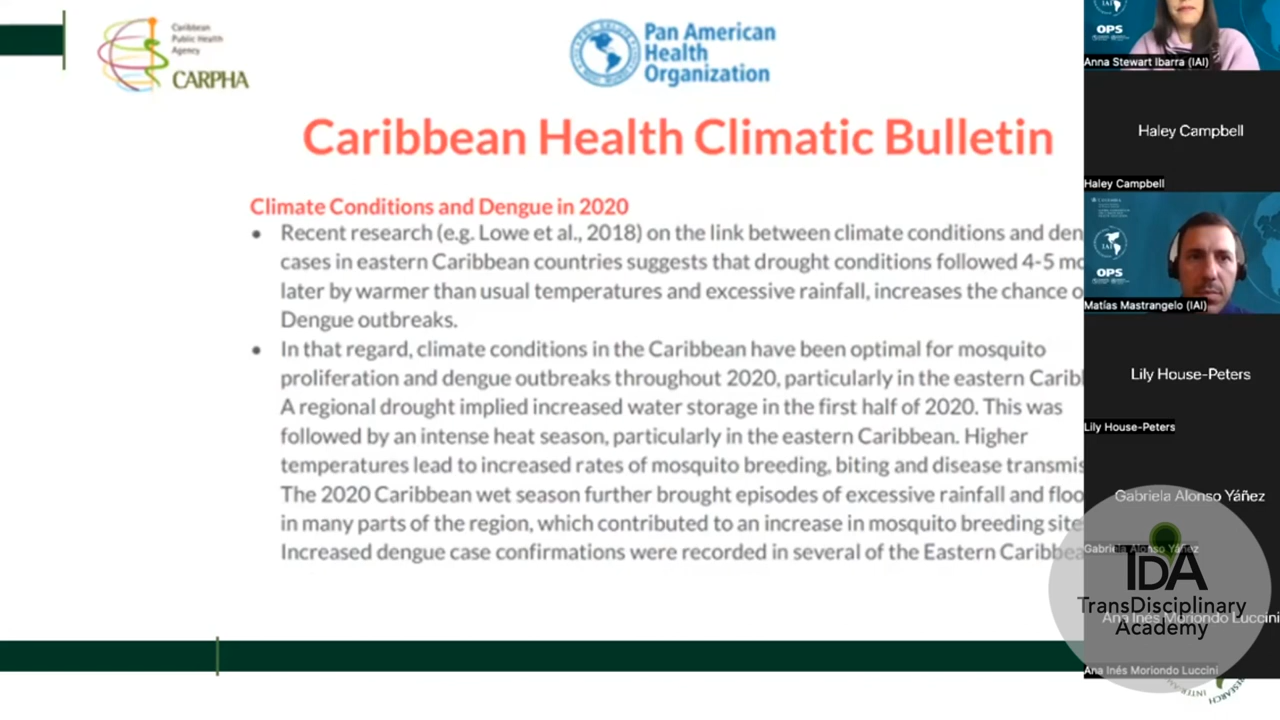 Caribbean
Public Health
Agency
CARPHA
Pan American
Health
Organization
Caribbean Health Climatic Bulletin
Climate Conditions and Dengue in 2020
• Recent research (e.g. Lowe et al., 2018) on the link between climate conditions and den
cases in eastern Caribbean countries suggests that drought conditions followed 4-5 mo
later by warmer than usual temperatures and excessive rainfall, increases the chance o
Dengue outbreaks.
• In that regard, climate conditions in the Caribbean have been optimal for mosquito
proliferation and dengue outbreaks throughout 2020, particularly in the eastern Carib
A regional drought implied increased water storage in the first half of 2020. This was
followed by an intense heat season, particularly in the eastern Caribbean. Higher
temperatures lead to increased rates of mosquito breeding, biting and disease transmis
The 2020 Caribbean wet season further brought episodes of excessive rainfall and floo
in many parts of the region, which contributed to an increase in mosquito breeding site
Increased dengue case confirmations were recorded in several of the Eastern Caribbea
OPS
Anna Stewart Ibarra (IAI)
Haley Campbell
Haley Campbell
IAI
OPS
Matías Mastrangelo (IAI)
Lily House-Peters
Lily House-Peters
Gabriela Alonso Yáñez
Gabriela Alonso Yáñez
TDA
TransDisciplinary
Academy
Ana Inés Moriondo Luccini
Ana Inés Moriondo Luccini